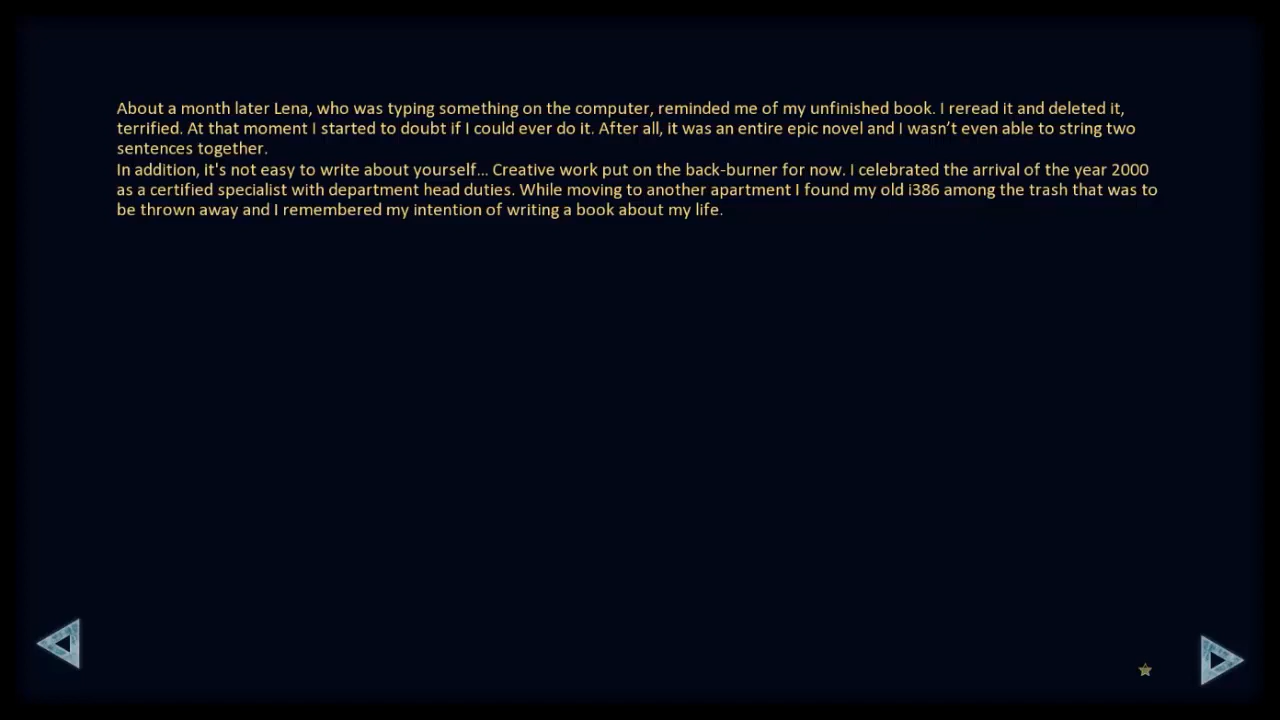 About a month later Lena, who was typing something on the computer, reminded me of my unfinished book. I reread it and deleted it,
terrified. At that moment I started to doubt if I could ever do it. After all, it was an entire epic novel and I wasn’t even able to string two
sentences together.
In addition, it's not easy to write about yourself... Creative work put on the back-burner for now. I celebrated the arrival of the year 2000
as a certified specialist with department head duties. While moving to another apartment I found my old i386 among the trash that was to
be thrown away and I remembered my intention of writing a book about my life.